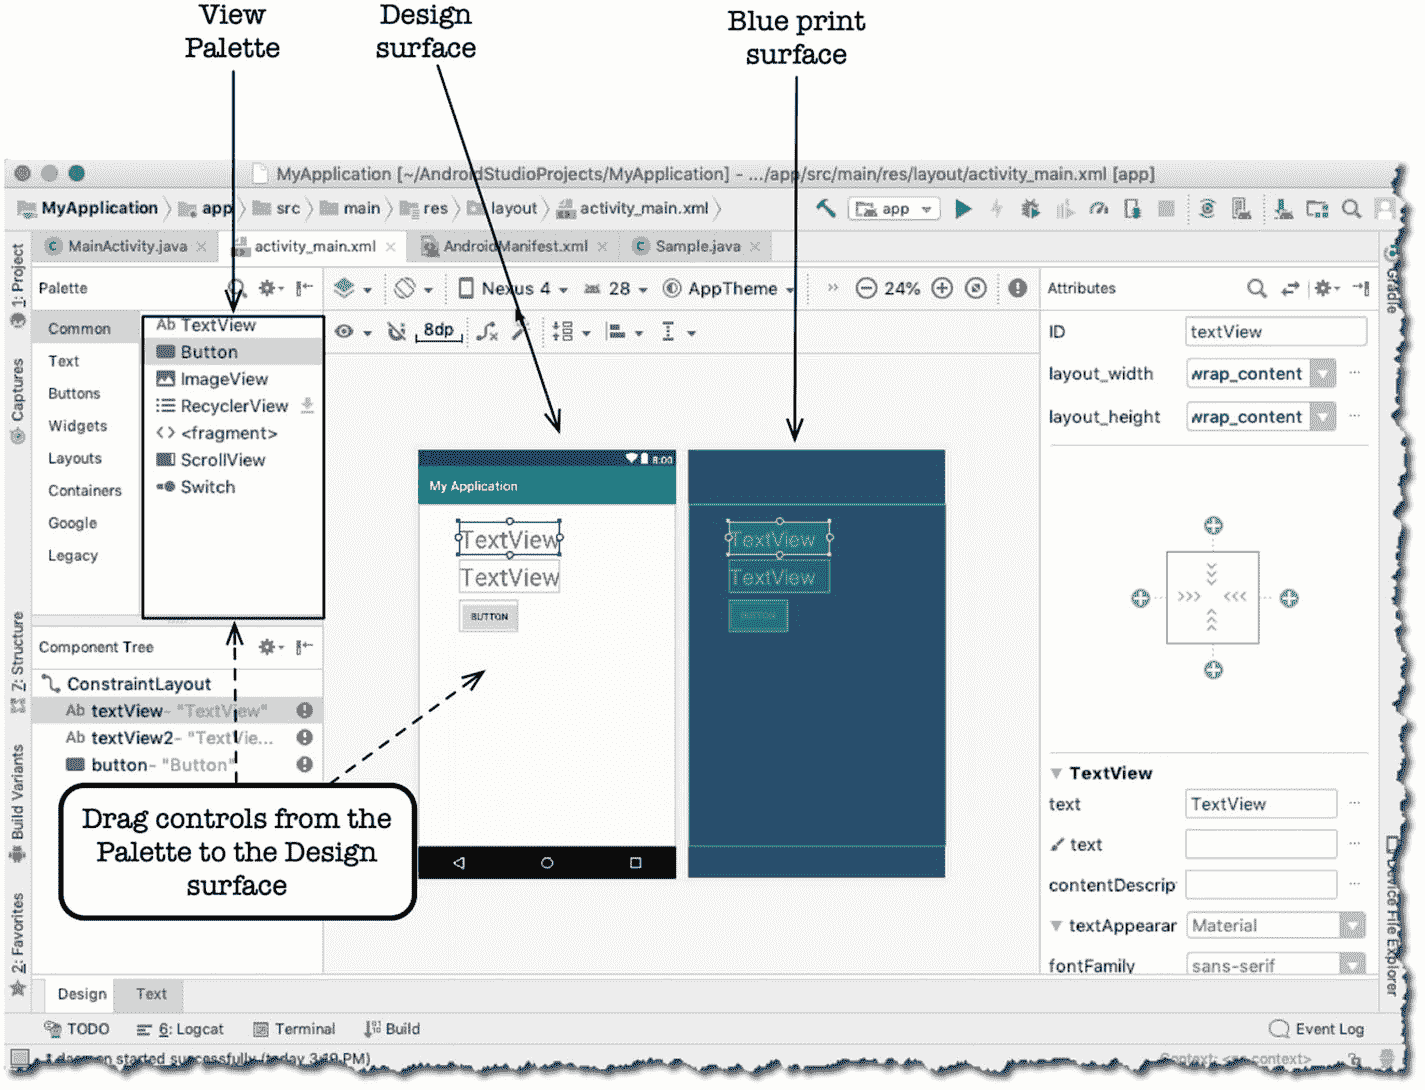 View
Palette
Design
surface
Blue print
surface
MyApplication [~/AndroidStudioProjects/MyApplication] - .../app/src/main/res/layout/activity_main.xml [app]
MyApplication app src main res layout activity_main.xml app
MainActivity.java activity_main.xml AndroidManifest.xml Sample.java
1: Project
Captures
7: Structure
Build Variants
2: Favorites
Palette
Common
Text
Buttons
Widgets
Layouts
Containers
Google
Legacy
Ab TextView
Button
ImageView
RecyclerView
<fragment>
ScrollView
Switch
Nexus 4 28 AppTheme 24%
8dp
Component Tree
ConstraintLayout
Ab textView- "TextView"
Ab textView2- "TextVie...
button- "Button"
Drag controls from the
Palette to the Design
surface
8:00
My Application
TextView
TextView
BUTTON
TextView
TextView
Attributes
ID textView
layout_width wrap_content
layout_height wrap_content
TextView
text TextView
text
contentDescrip
textAppearar Material
fontFamily sans-serif
Gradle
Device File Explorer
Design Text
TODO 6: Logcat Terminal Build Event Log
daemon started successfully (today 3:19 PM) Context: <no context>